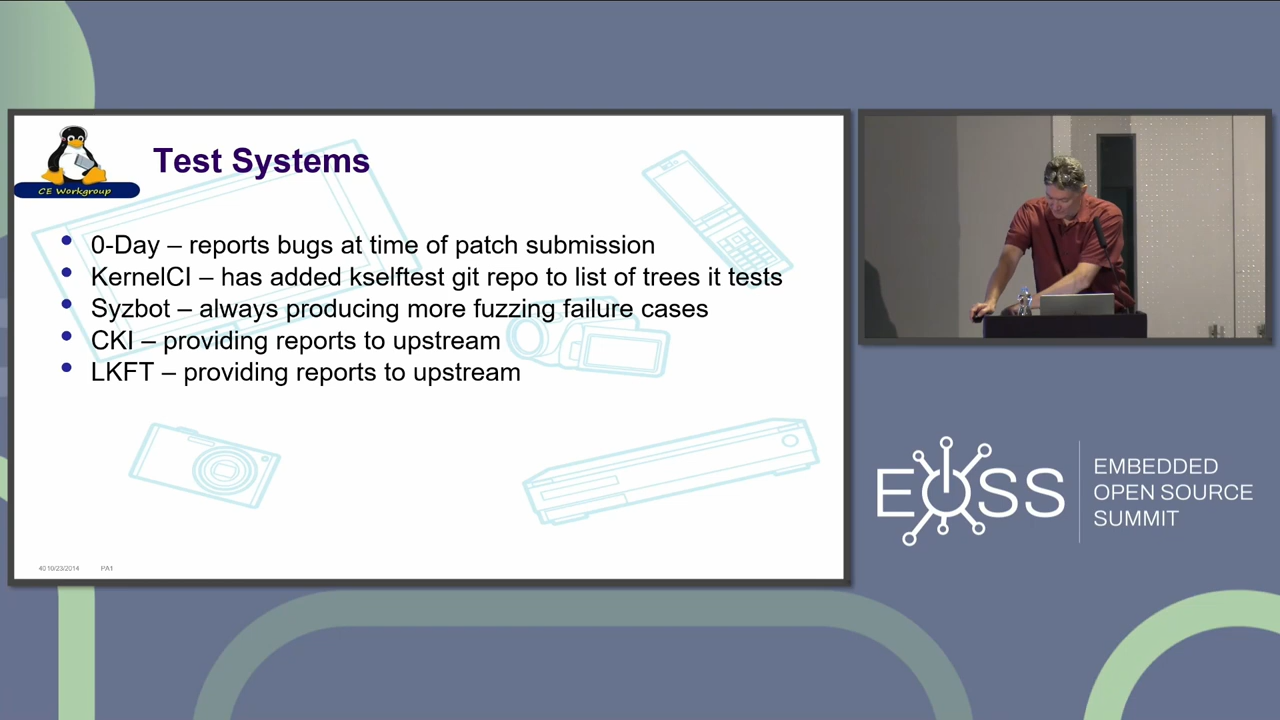 CE Workgroup
Test Systems
• 0-Day – reports bugs at time of patch submission
• KernelCI – has added kselftest git repo to list of trees it tests
• Syzbot – always producing more fuzzing failure cases
• CKI – providing reports to upstream
• LKFT – providing reports to upstream
40 10/23/2014 PA1
EOSS
EMBEDDED
OPEN SOURCE
SUMMIT